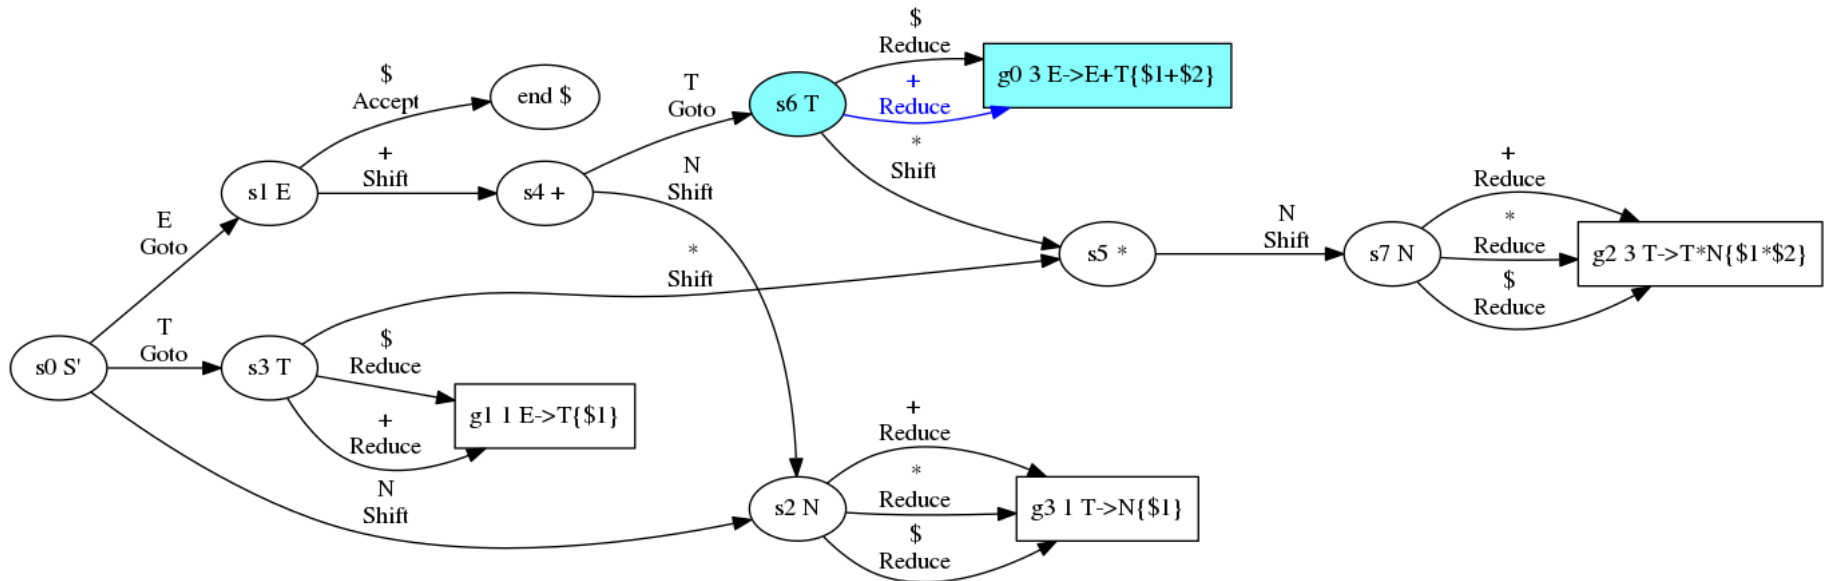 $
Reduce
g0 3 E->E+T{$1+$2}
+
Reduce
s6 T
T
Goto
$
Accept
end $
*
Shift
N
Shift
+
Shift
s1 E
s4 +
+
Reduce
*
Reduce
g2 3 T->T*N{$1*$2}
$
Reduce
N
Shift
s5 *
s7 N
E
Goto
*
Shift
T
Goto
s0 S'
s3 T
$
Reduce
g1 1 E->T{$1}
+
Reduce
N
Shift
+
Reduce
*
Reduce
s2 N
g3 1 T->N{$1}
$
Reduce